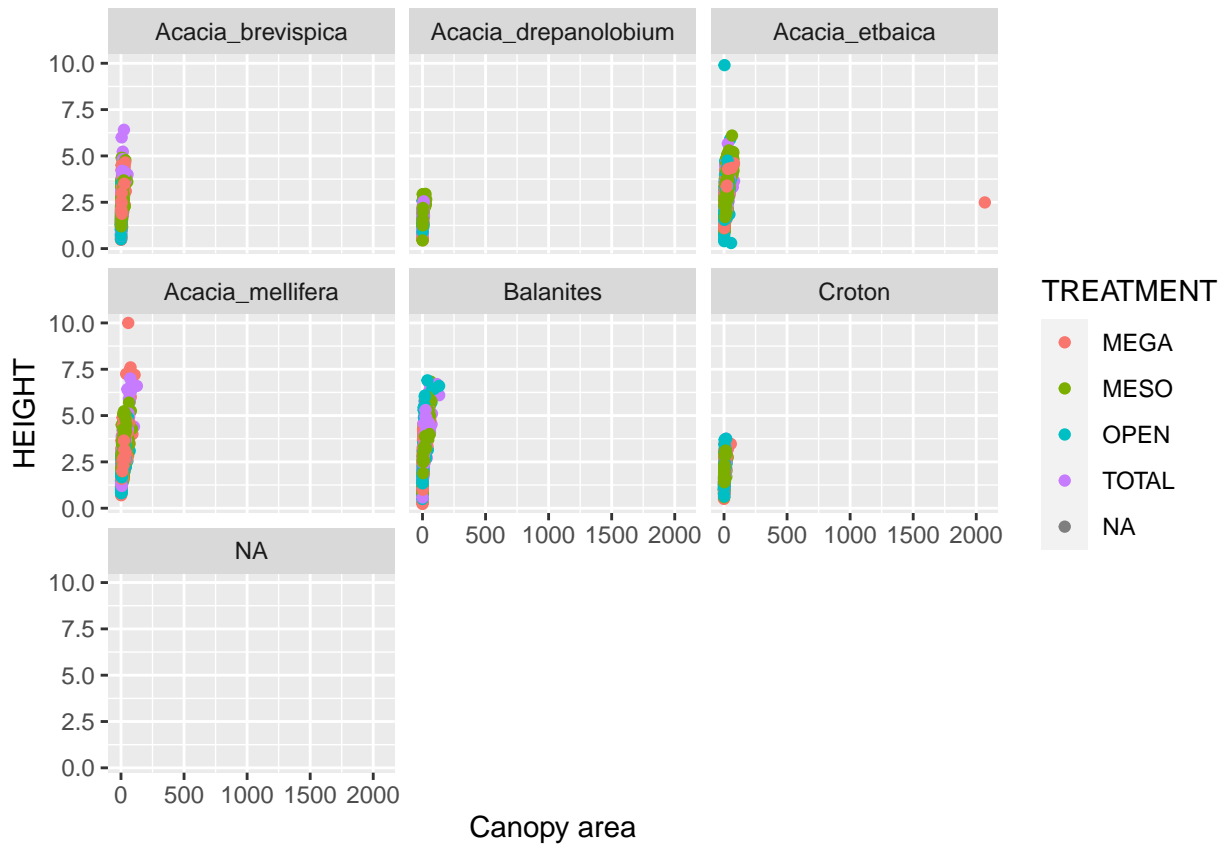 Acacia_brevispica Acacia_drepanolobium Acacia_etbaica
10.0
7.5
5.0
2.5
0.0
Acacia_mellifera Balanites Croton
10.0
7.5
5.0
2.5
0.0
0 500 1000 1500 2000 0 500 1000 1500 2000
NA
10.0
7.5
5.0
2.5
0.0
0 500 1000 1500 2000
Canopy area
HEIGHT
TREATMENT
MEGA
MESO
OPEN
TOTAL
NA